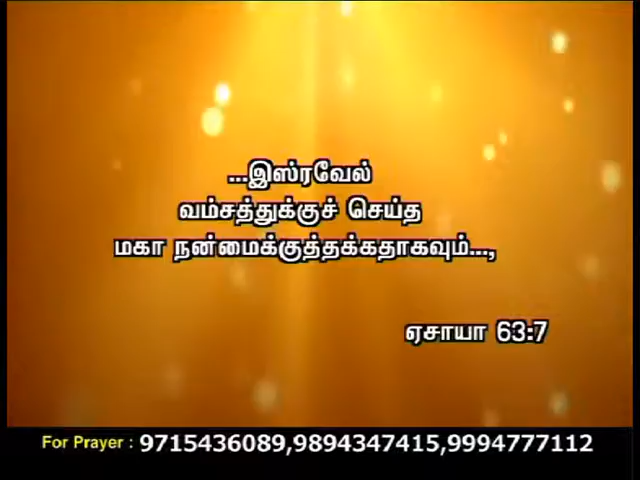 ...இஸ்ரவேல்
வம்சத்துக்குச் செய்த
மகா நன்மைக்குத்தக்கதாகவும்...,
ஏசாயா 63:7
For Prayer : 9715436089,9894347415,9994777112